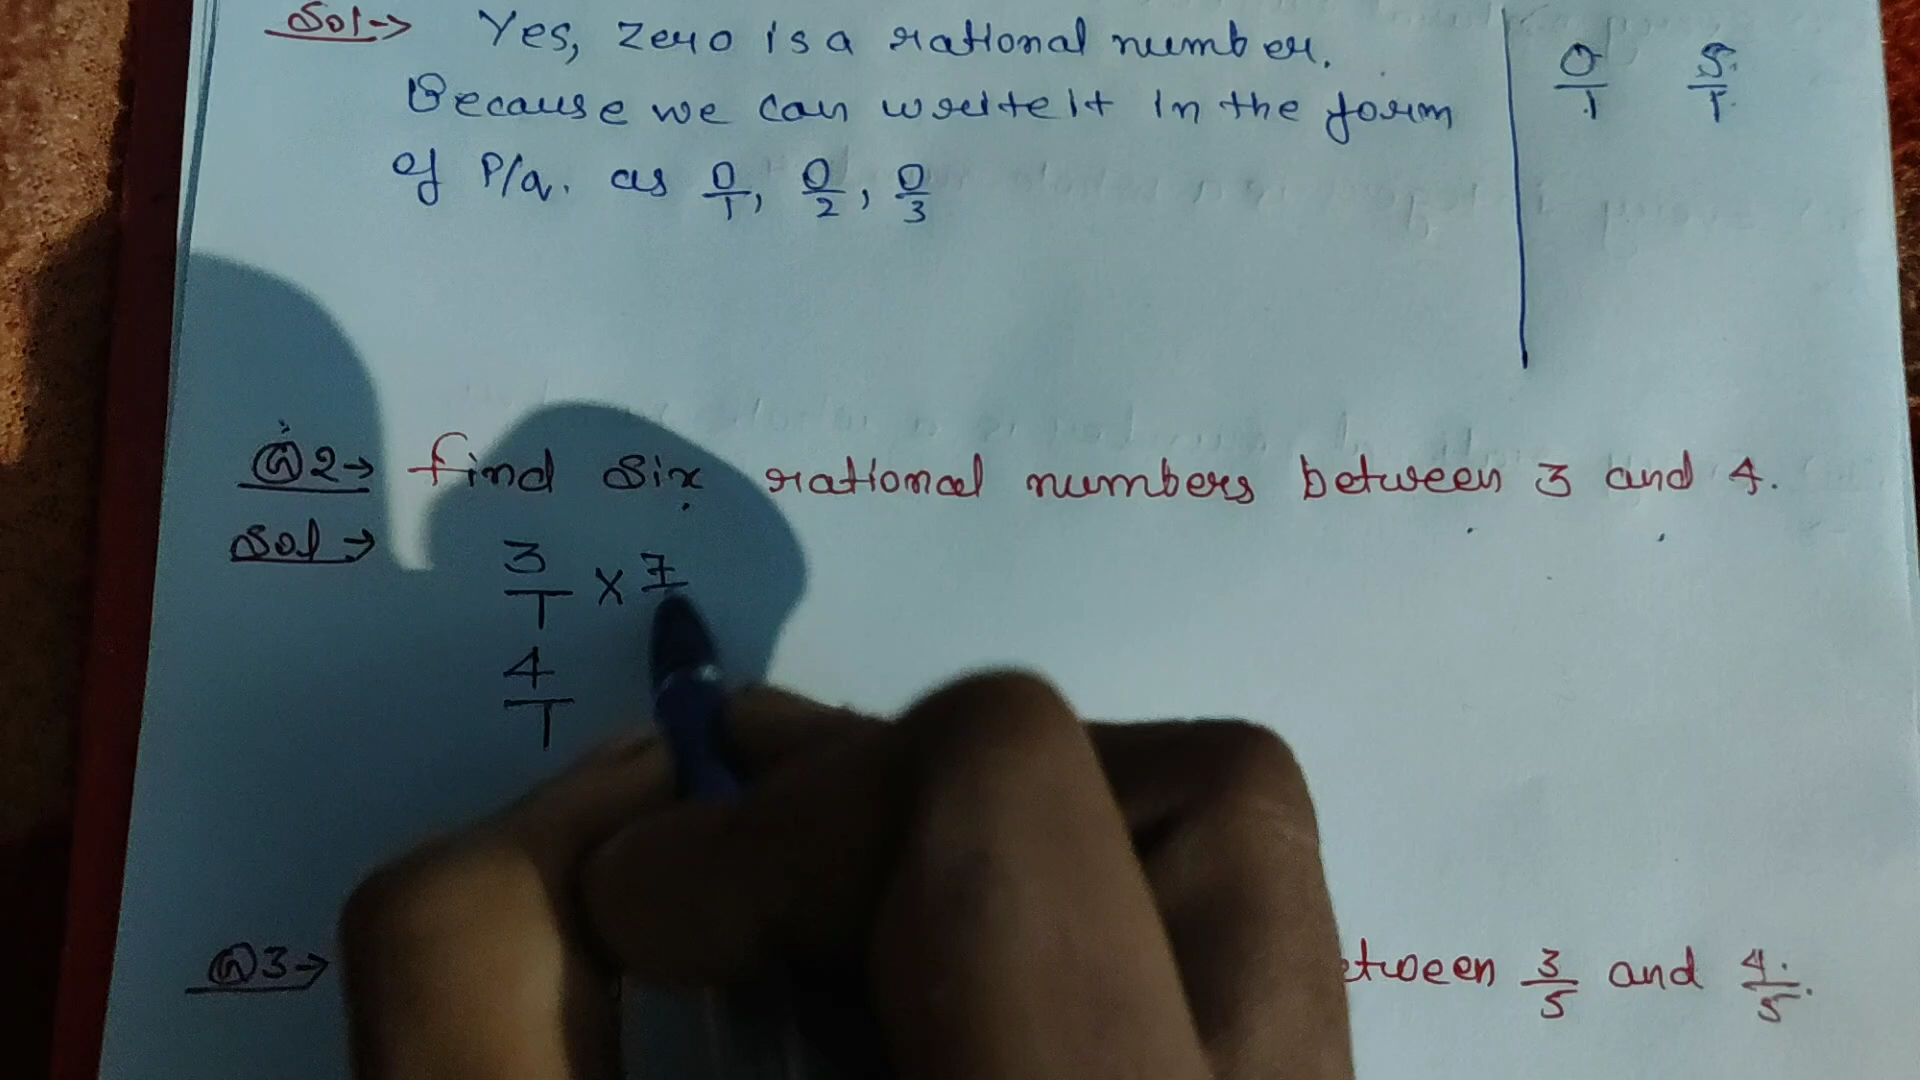 Sol→ Yes, zero is a rational number.
Because we can write it in the form
of P/q. as 0/1, 0/2, 0/3
0/1 5/1
Q2→ find six rational numbers between 3 and 4.
Sol→ 3/1 × 7
4/1
Q3→ etween 3/5 and 4/5.